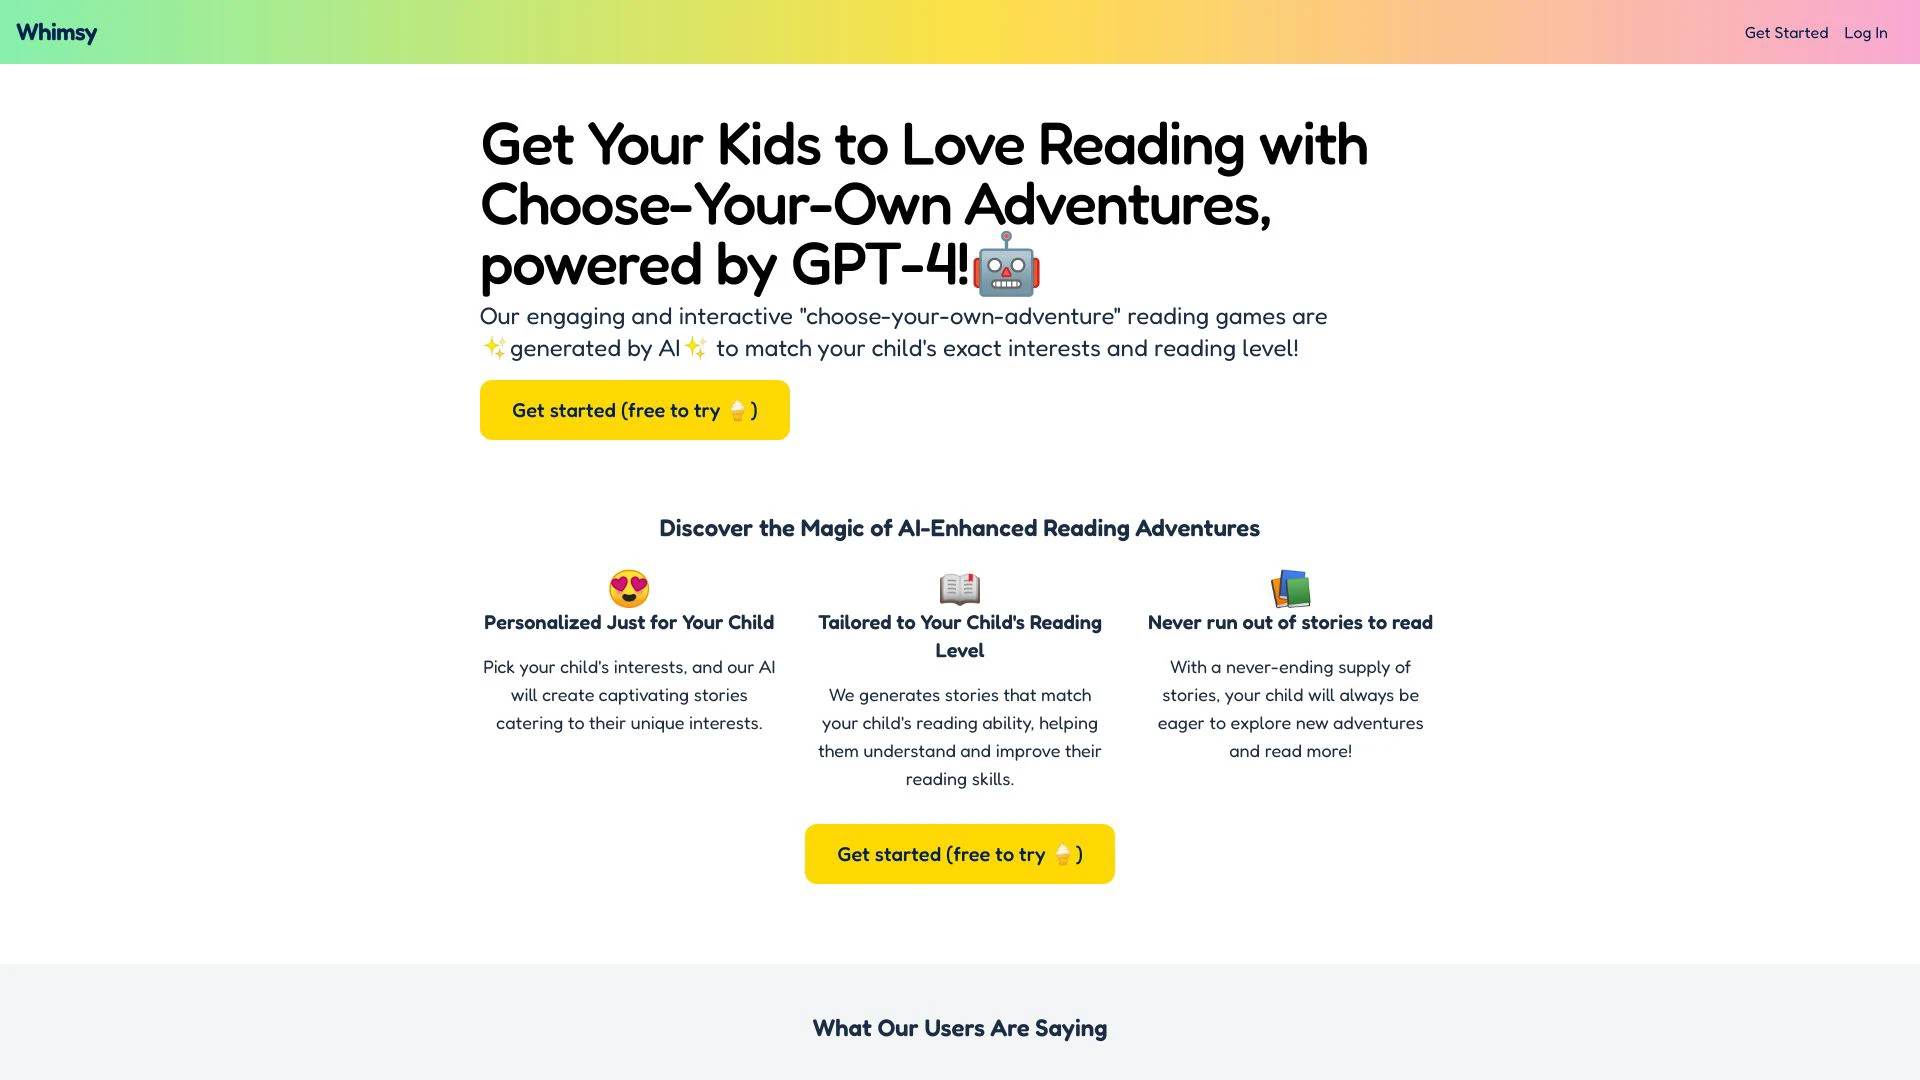 Whimsy
Get Started
Log In
Get Your Kids to Love Reading with
Choose-Your-Own Adventures,
powered by GPT-4!🤖
Our engaging and interactive "choose-your-own-adventure" reading games are
✨generated by AI✨ to match your child's exact interests and reading level!
Get started (free to try 🍦)
Discover the Magic of AI-Enhanced Reading Adventures
😍
Personalized Just for Your Child
Pick your child's interests, and our AI
will create captivating stories
catering to their unique interests.
📖
Tailored to Your Child's Reading
Level
We generates stories that match
your child's reading ability, helping
them understand and improve their
reading skills.
📚
Never run out of stories to read
With a never-ending supply of
stories, your child will always be
eager to explore new adventures
and read more!
Get started (free to try 🍦)
What Our Users Are Saying